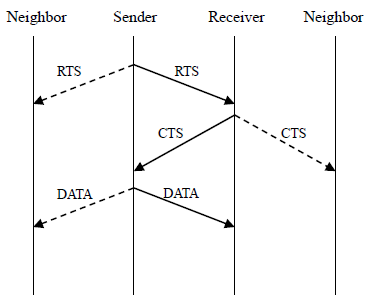 Neighbor Sender Receiver Neighbor
RTS RTS
CTS CTS
DATA DATA